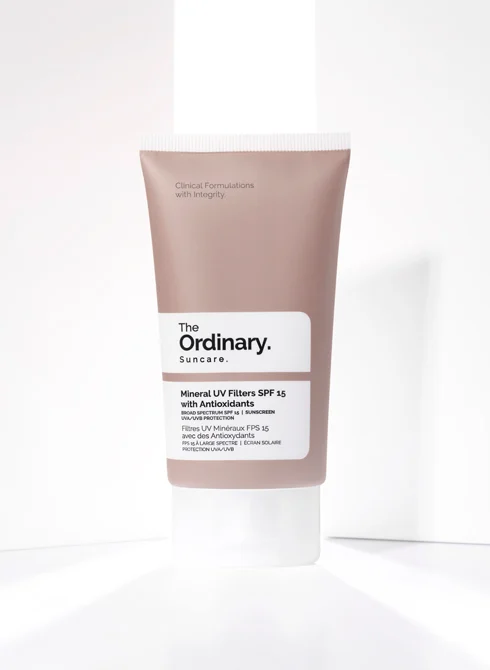 Clinical Formulations
with Integrity.
The
Ordinary.
Suncare.
Mineral UV Filters SPF 15
with Antioxidants
BROAD SPECTRUM SPF 15 | SUNSCREEN
UVA/UVB PROTECTION
Filtres UV Minéraux FPS 15
avec des Antioxydants
FPS 15 À LARGE SPECTRE | ÉCRAN SOLAIRE
PROTECTION UVA/UVB